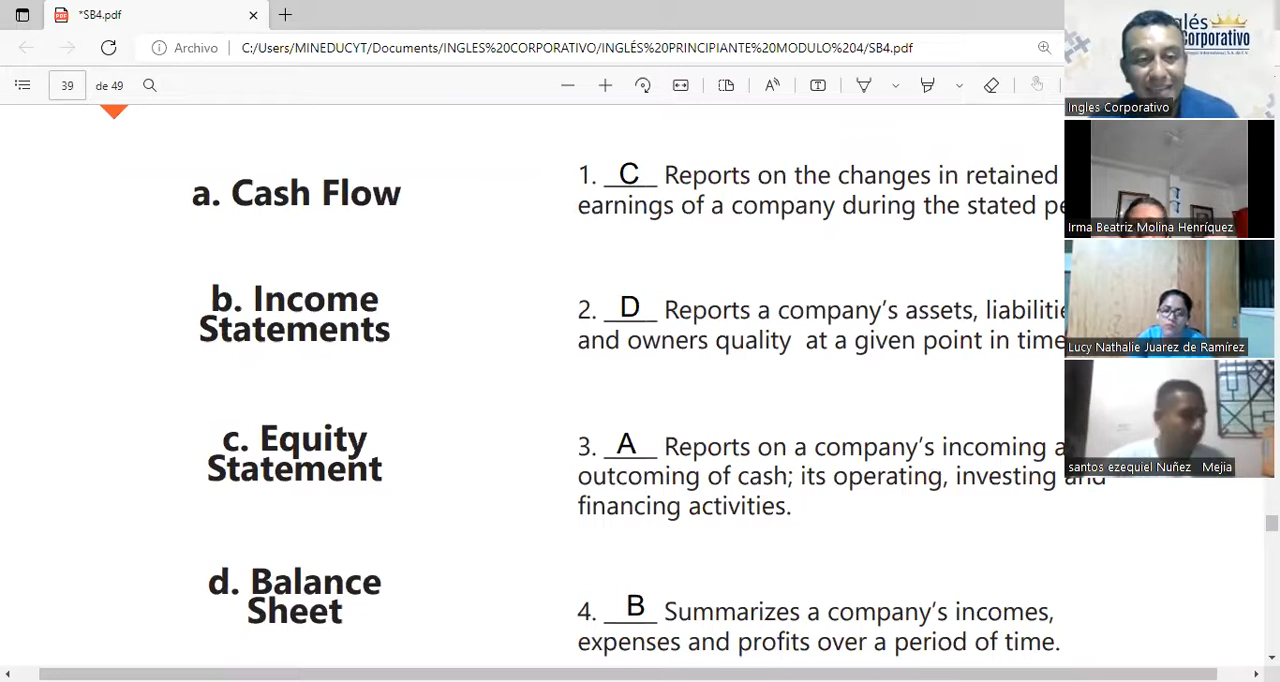 *SB4.pdf
Archivo
C:/Users/MINEDUCYT/Documents/INGLES%20CORPORATIVO/INGLÉS%20PRINCIPIANTE%20MODULO%204/SB4.pdf
39
de 49
a. Cash Flow
b. Income
Statements
c. Equity
Statement
d. Balance
Sheet
1. C Reports on the changes in retained
earnings of a company during the stated
2. D Reports a company's assets,
and owners quality at a given point in time
3. A Reports on a company's incoming
outcoming of cash; its operating, investing and
financing activities.
4. B Summarizes a company's incomes,
expenses and profits over a period of time.
Corporativo
Ingles Corporativo
Irma Beatriz Molina Henríquez
Lucy Nathalie Juarez de Ramírez
santos ezequiel Nuñez Mejia